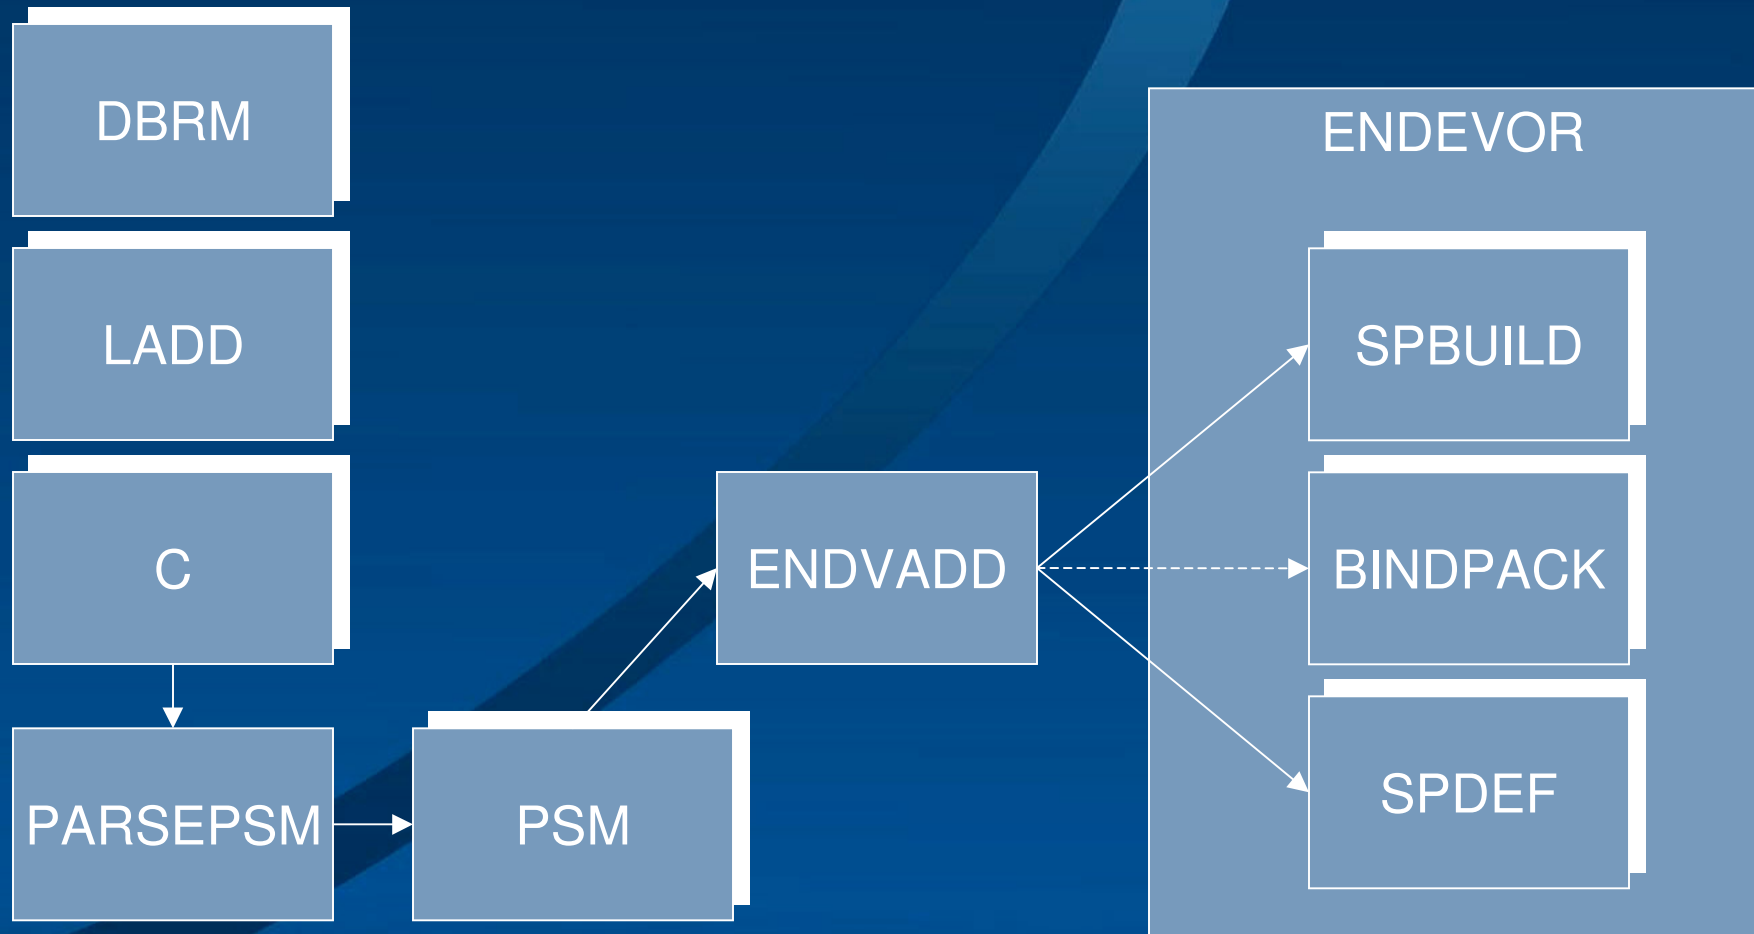 DBRM
ENDEVOR
LADD
SPBUILD
C
ENDVADD
BINDPACK
PARSEPSM
PSM
SPDEF